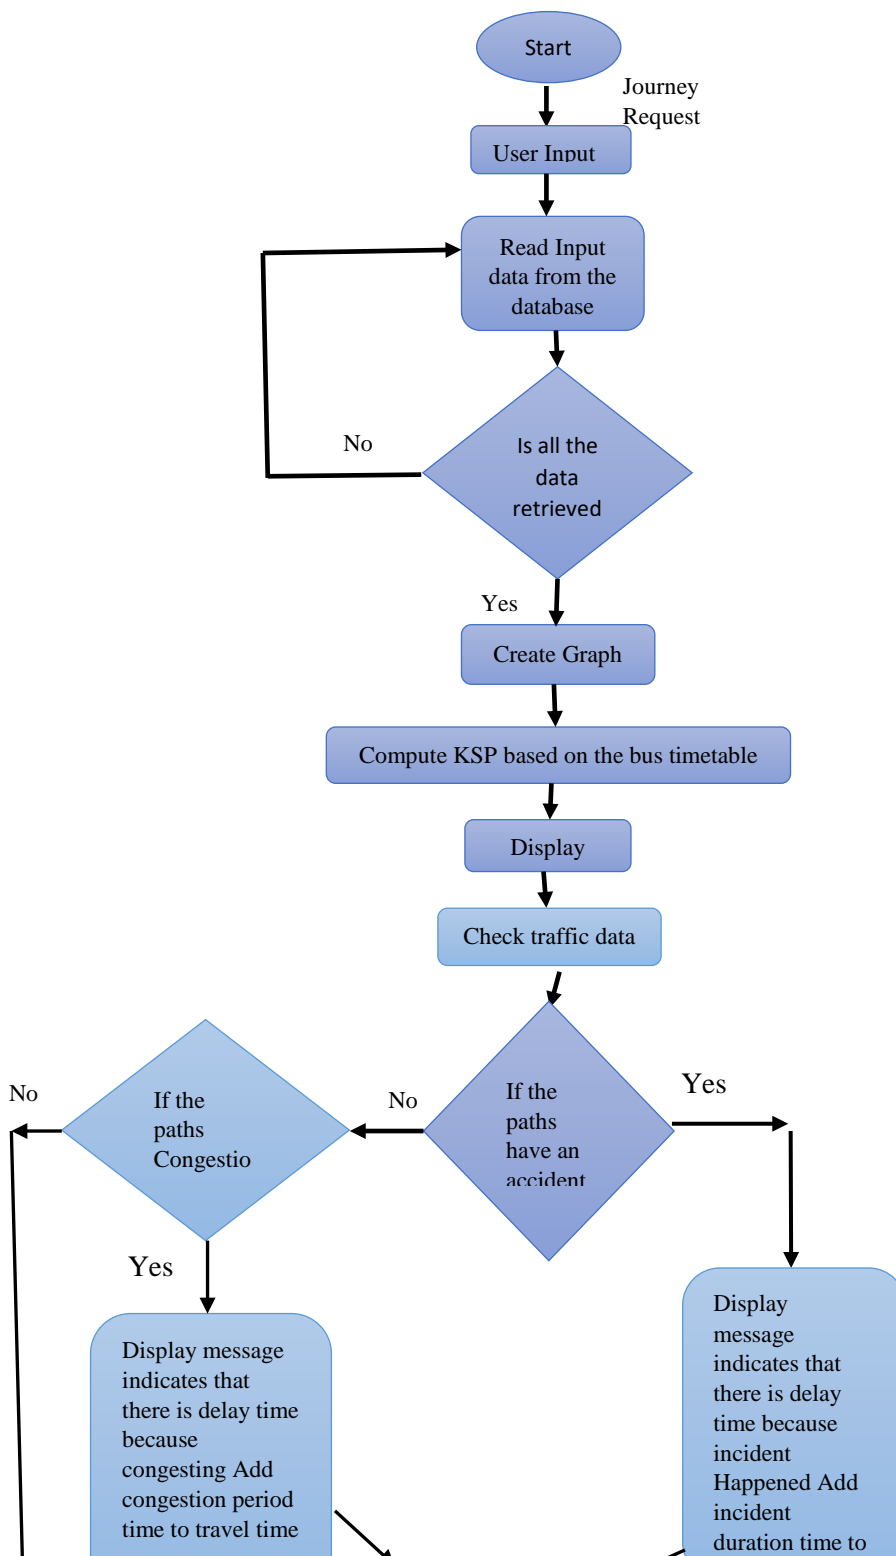 Start
Journey
Request
User Input
Read Input
data from the
database
No
Is all the
data
retrieved
Yes
Create Graph
Compute KSP based on the bus timetable
Display
Check traffic data
No
If the
paths
Congestio
No
If the
paths
have an
accident
Yes
Yes
Display message
indicates that
there is delay time
because
congesting Add
congestion period
time to travel time
Display
message
indicates that
there is delay
time because
incident
Happened Add
incident
duration time to